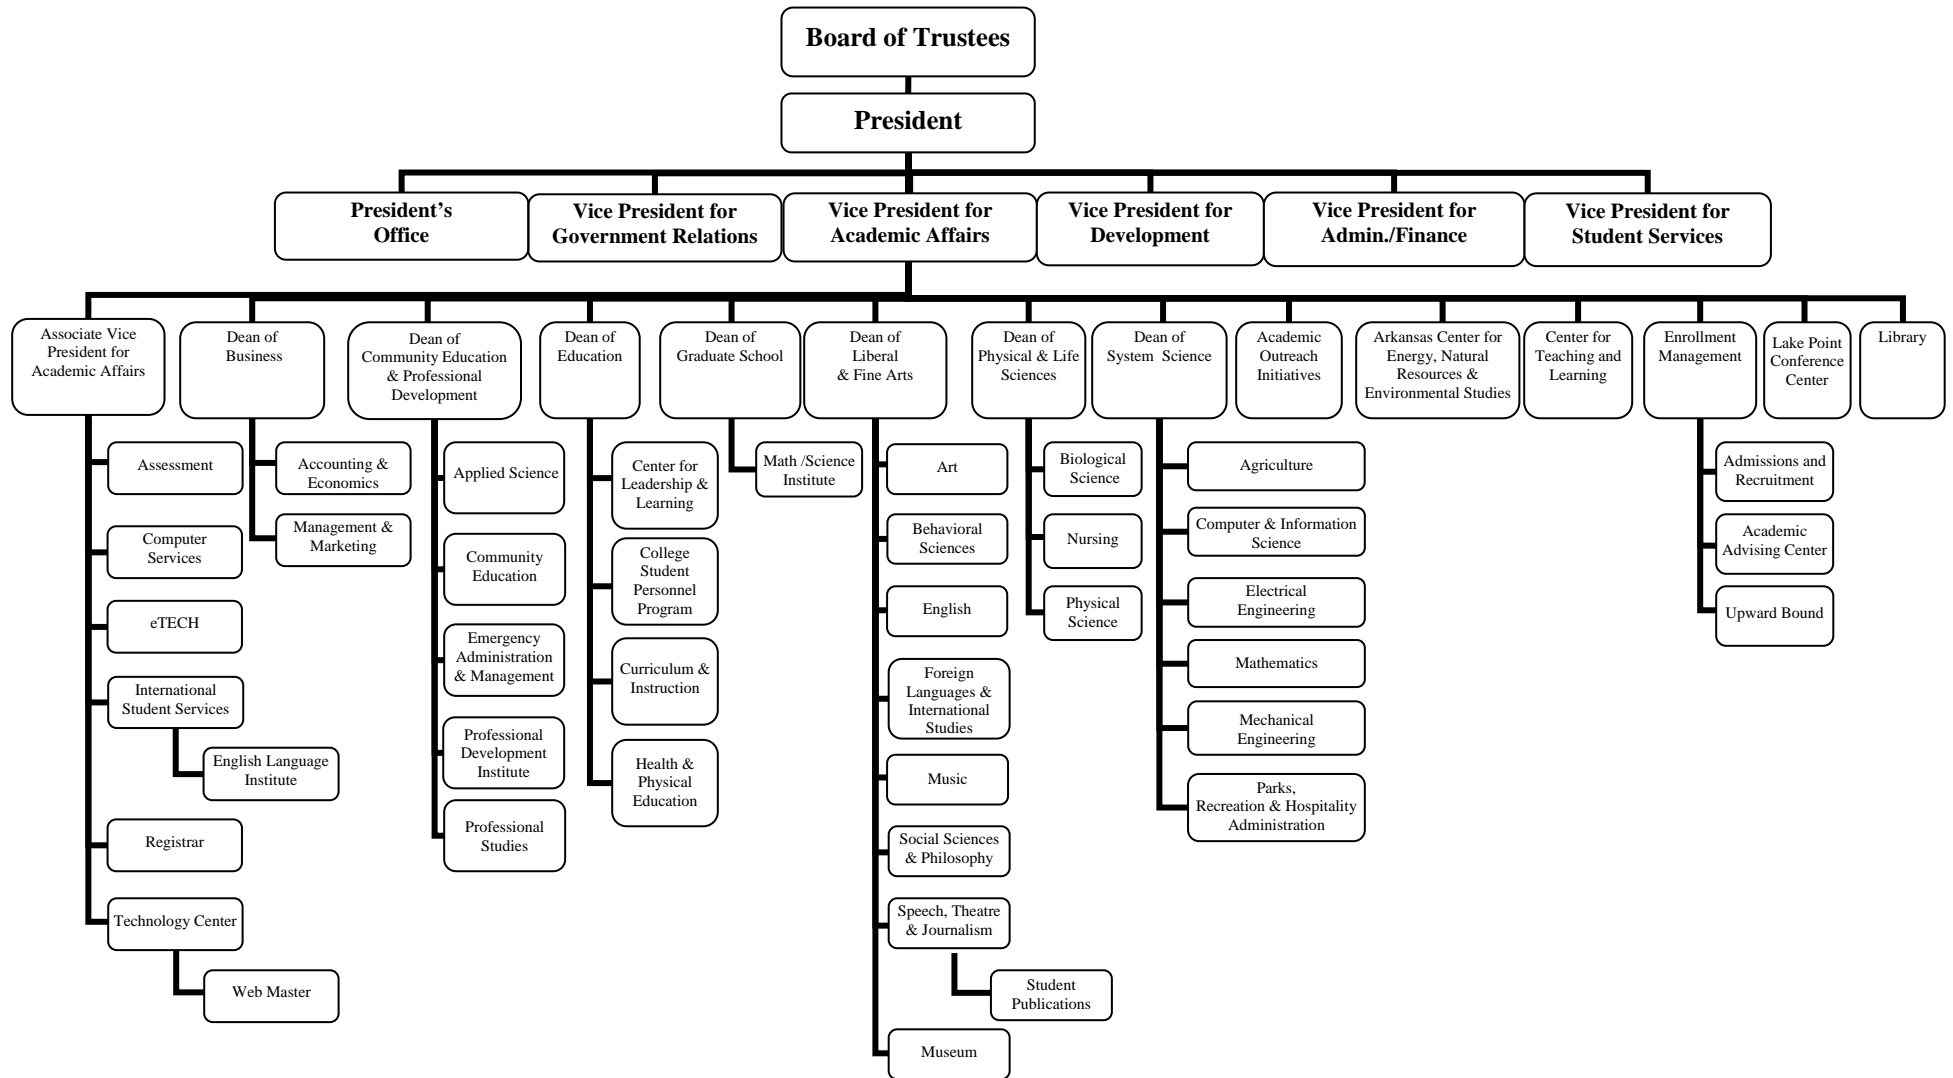 Board of Trustees
President
President’s
Office
Vice President for
Government Relations
Vice President for
Academic Affairs
Vice President for
Development
Vice President for
Admin./Finance
Vice President for
Student Services
Associate Vice
President for
Academic Affairs
Dean of
Business
Dean of
Community Education
& Professional
Development
Dean of
Education
Dean of
Graduate School
Dean of
Liberal
& Fine Arts
Dean of
Physical & Life
Sciences
Dean of
System Science
Academic
Outreach
Initiatives
Arkansas Center for
Energy, Natural
Resources &
Environmental Studies
Center for
Teaching and
Learning
Enrollment
Management
Lake Point
Conference
Center
Library
Assessment
Computer
Services
eTECH
International
Student Services
English Language
Institute
Registrar
Technology Center
Web Master
Accounting &
Economics
Management &
Marketing
Applied Science
Community
Education
Emergency
Administration
& Management
Professional
Development
Institute
Professional
Studies
Center for
Leadership &
Learning
College
Student
Personnel
Program
Curriculum &
Instruction
Health &
Physical
Education
Math /Science
Institute
Art
Behavioral
Sciences
English
Foreign
Languages &
International
Studies
Music
Social Sciences
& Philosophy
Speech, Theatre
& Journalism
Student
Publications
Museum
Biological
Science
Nursing
Physical
Science
Agriculture
Computer & Information
Science
Electrical
Engineering
Mathematics
Mechanical
Engineering
Parks,
Recreation & Hospitality
Administration
Admissions and
Recruitment
Academic
Advising Center
Upward Bound